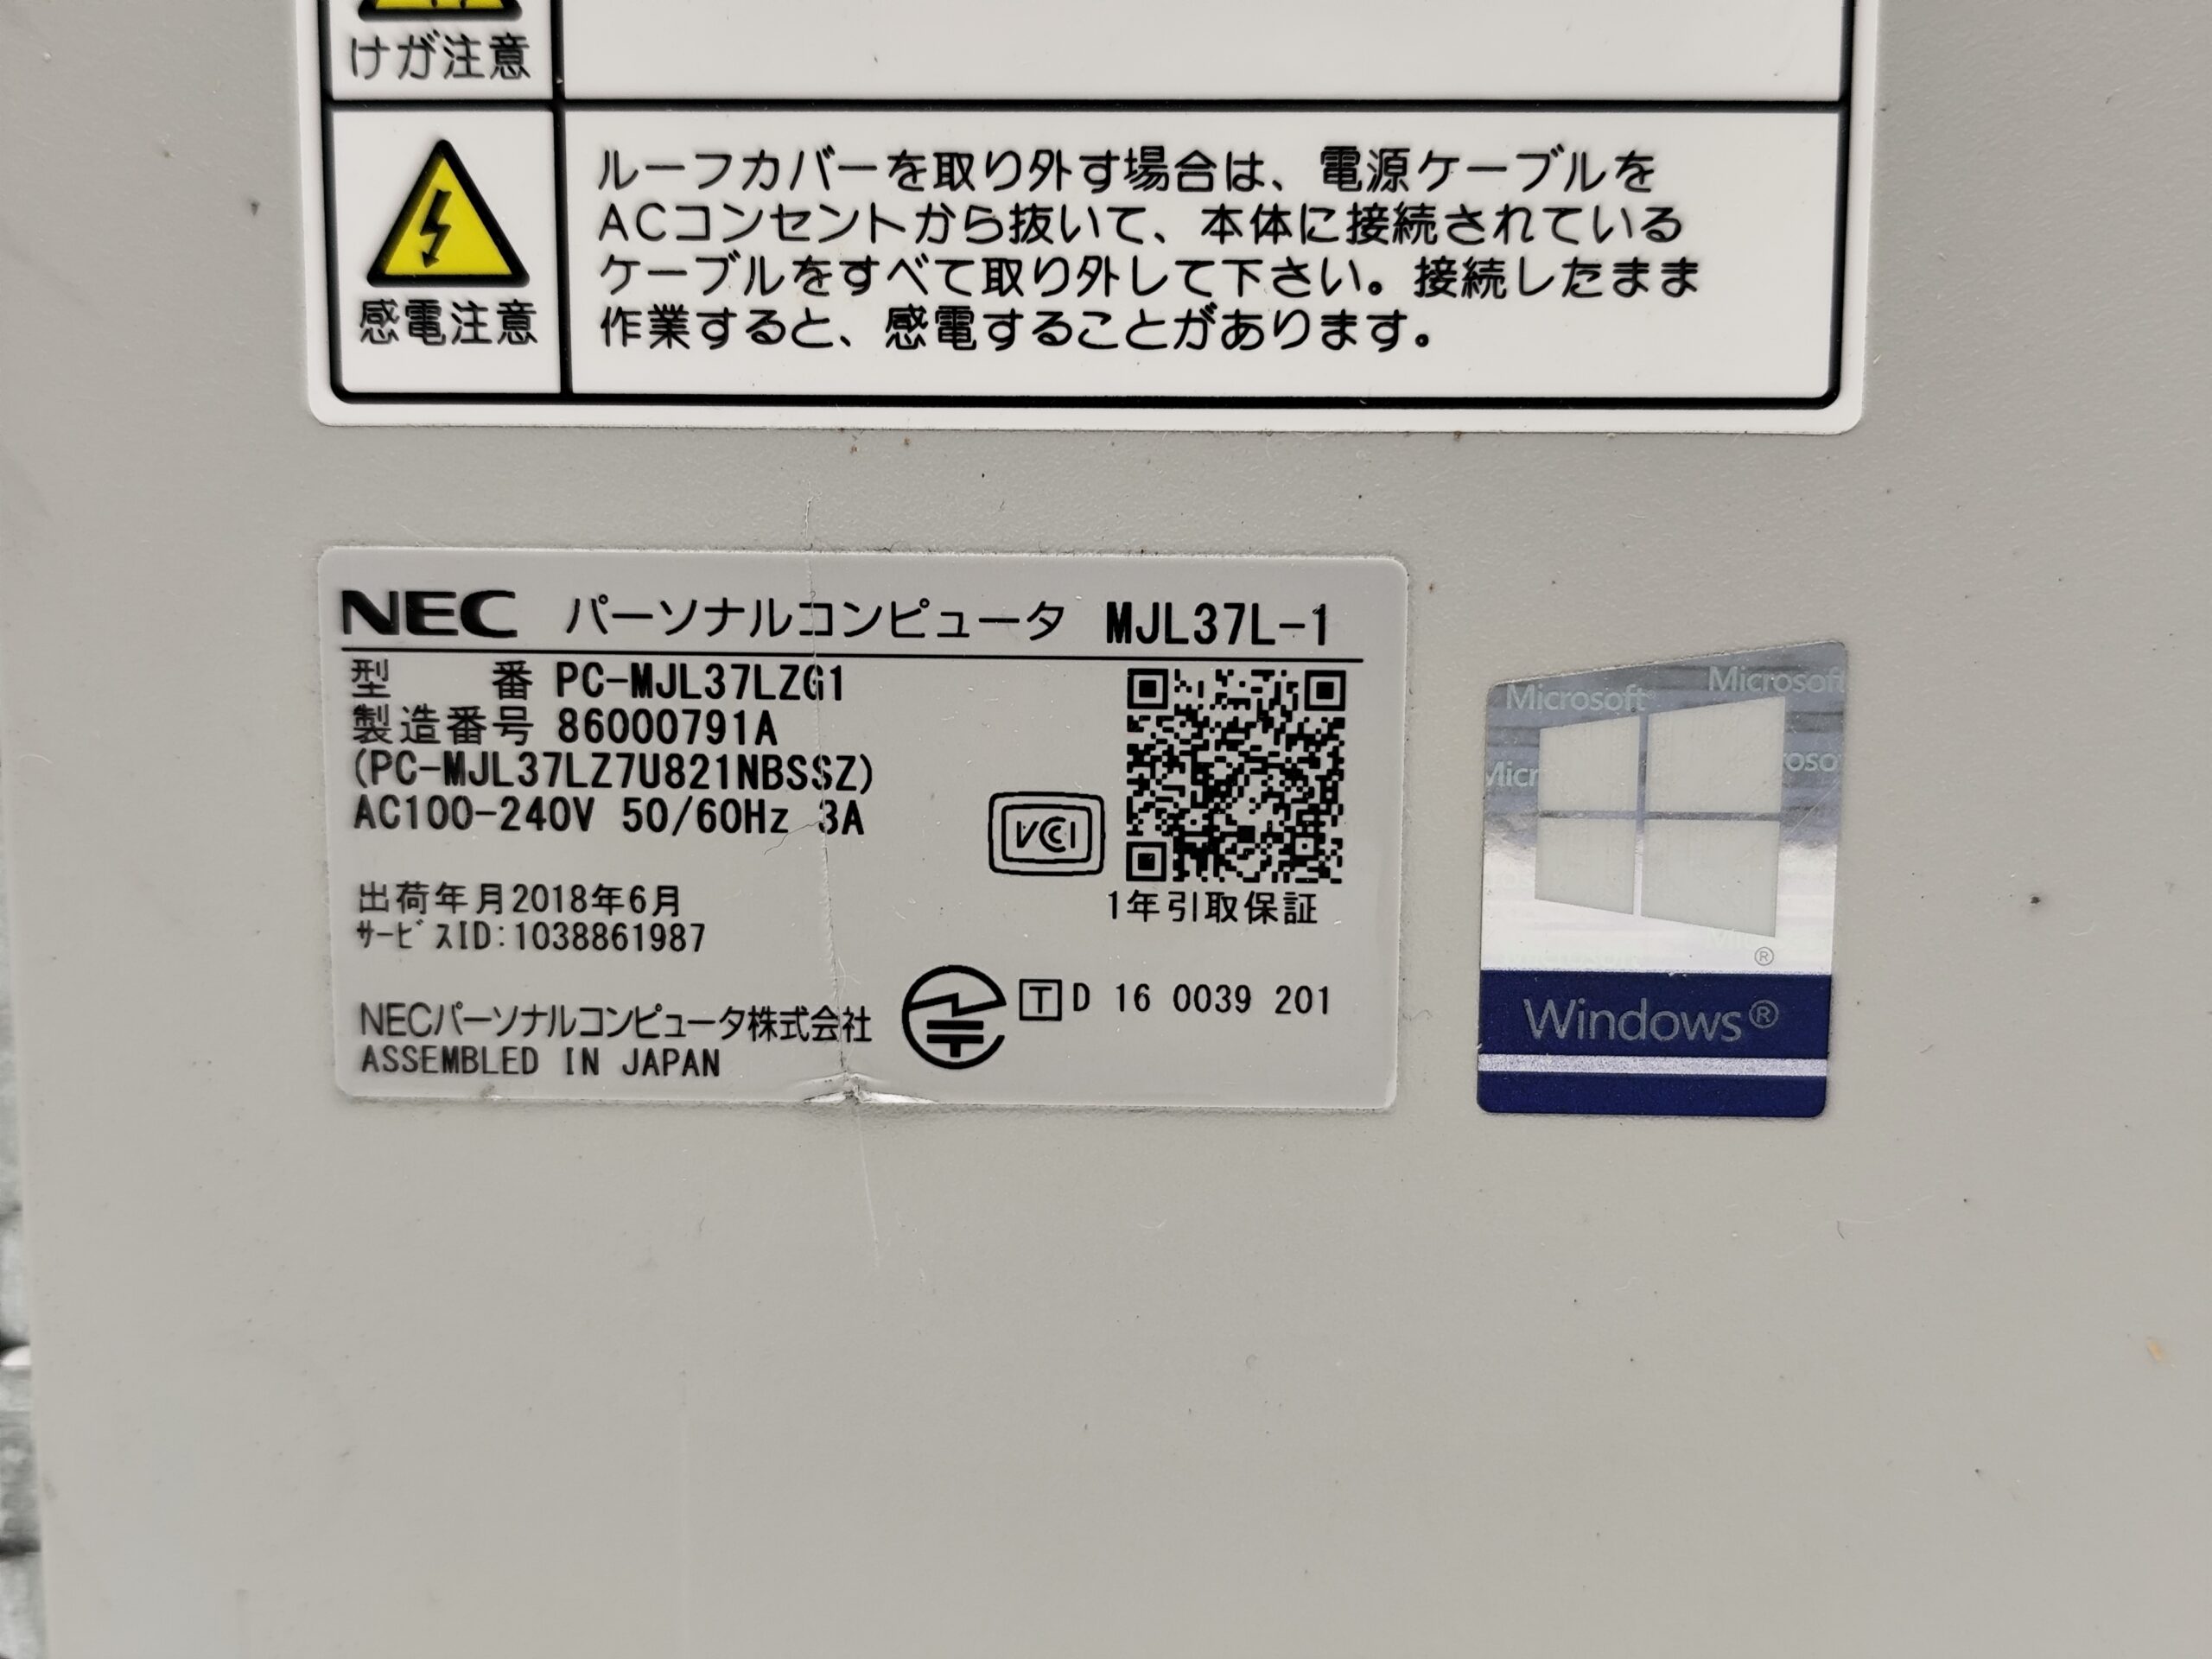 けが注意
感電注意
ルーフカバーを取り外す場合は、電源ケーブルを
ACコンセントから抜いて、本体に接続されている
ケーブルをすべて取り外して下さい。接続したまま
作業すると、感電することがあります。
NEC パーソナルコンピュータ MJL37L-1
型 番 PC-MJL37LZG1
製造番号 86000791A
(PC-MJL37LZ7U821NBSSZ)
AC100-240V 50/60Hz 3A
VCCI
出荷年月2018年6月
1年引取保証
ｻｰﾋﾞｽID:1038861987
T D 16 0039 201
NECパーソナルコンピュータ株式会社
ASSEMBLED IN JAPAN
Microsoft Microsoft
Windows®